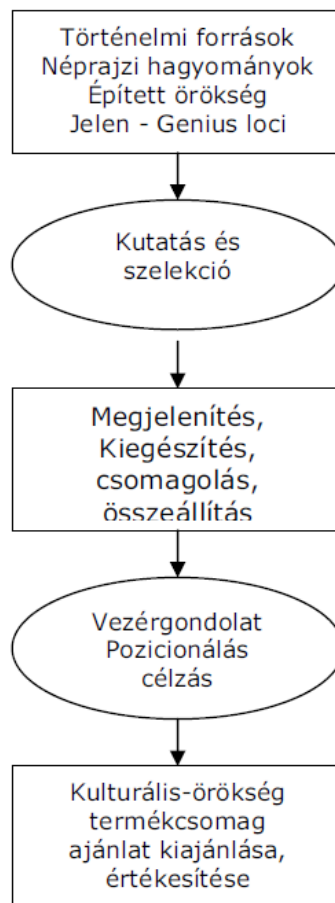 Történelmi források
Néprajzi hagyományok
Épített örökség
Jelen - Genius loci
Kutatás és
szelekció
Megjelenítés,
Kiegészítés,
csomagolás,
összeállítás
Vezérgondolat
Pozicionálás
célzás
Kulturális-örökség
termékcsomag
ajánlat kiajánlása,
értékesítése